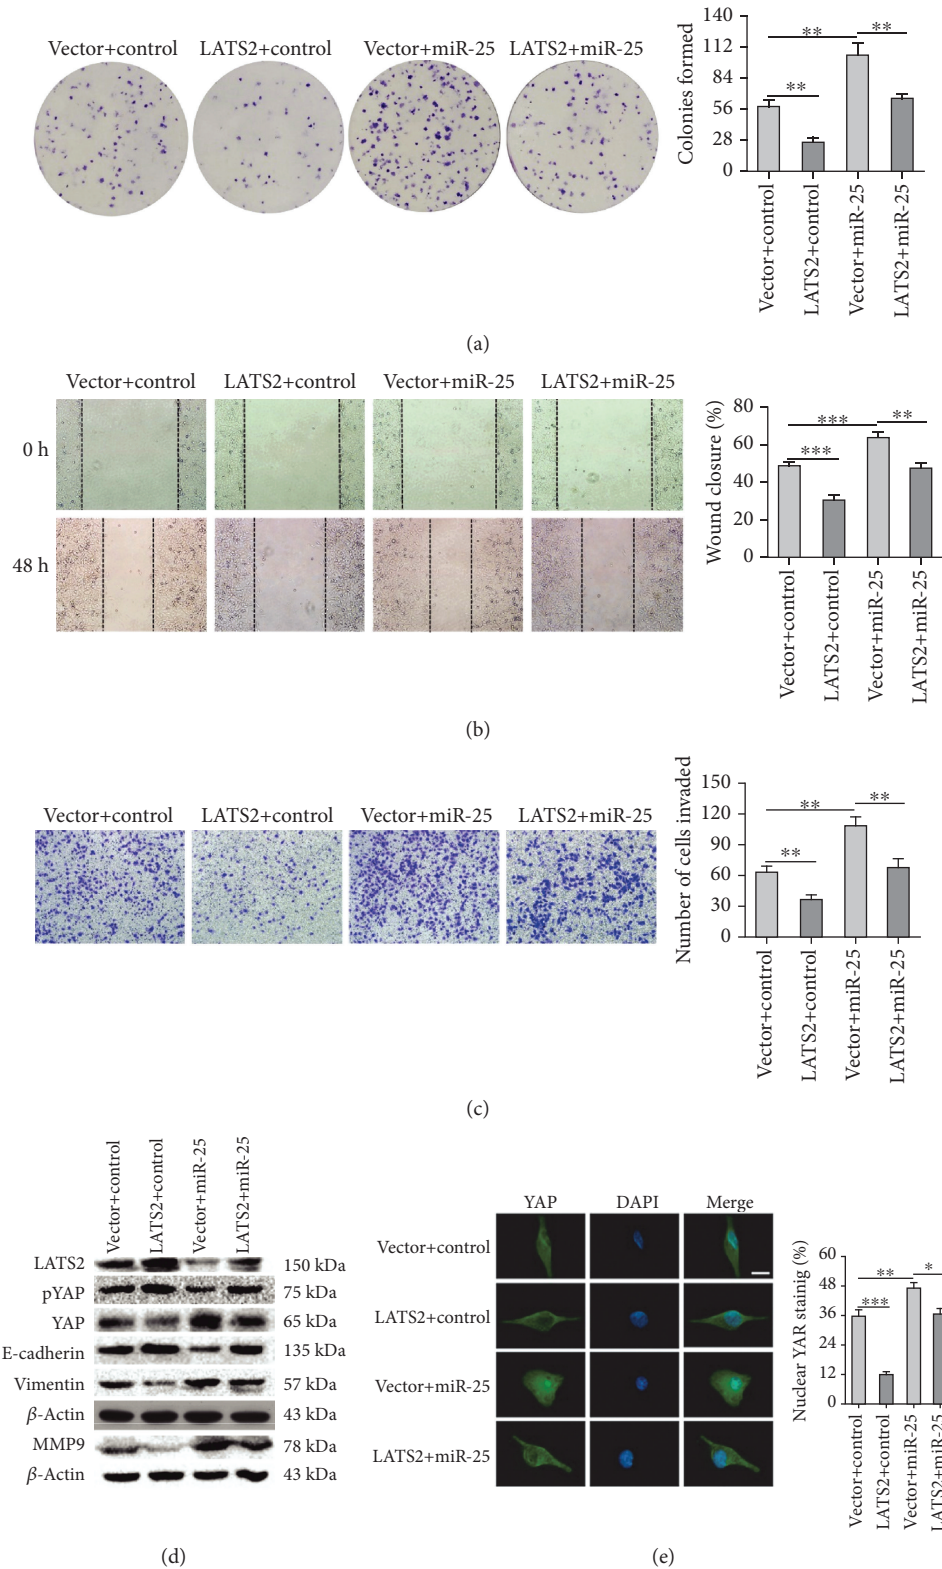 Vector+control LATS2+control Vector+miR-25 LATS2+miR-25
Colonies formed
140
112
84
56
28
0
** ** **
Vector+control
LATS2+control
Vector+miR-25
LATS2+miR-25
(a)
Vector+control LATS2+control Vector+miR-25 LATS2+miR-25
0 h
48 h
Wound closure (%)
80
60
40
20
0
*** *** **
Vector+control
LATS2+control
Vector+miR-25
LATS2+miR-25
(b)
Vector+control LATS2+control Vector+miR-25 LATS2+miR-25
Number of cells invaded
150
120
90
60
30
0
** ** **
Vector+control
LATS2+control
Vector+miR-25
LATS2+miR-25
(c)
Vector+control
LATS2+control
Vector+miR-25
LATS2+miR-25
LATS2 150 kDa
pYAP 75 kDa
YAP 65 kDa
E-cadherin 135 kDa
Vimentin 57 kDa
β-Actin 43 kDa
MMP9 78 kDa
β-Actin 43 kDa
(d)
YAP DAPI Merge
Vector+control
LATS2+control
Vector+miR-25
LATS2+miR-25
Nuclear YAR stainig (%)
60
48
36
24
12
0
*** ** *
Vector+control
LATS2+control
Vector+miR-25
LATS2+miR-25
(e)